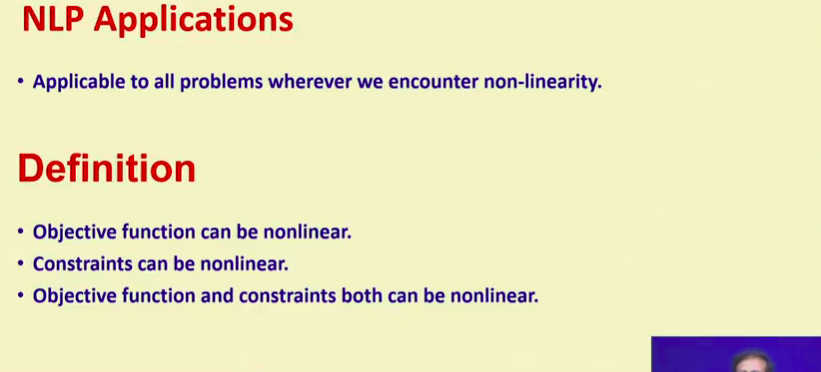 NLP Applications
• Applicable to all problems wherever we encounter non-linearity.
Definition
• Objective function can be nonlinear.
• Constraints can be nonlinear.
• Objective function and constraints both can be nonlinear.